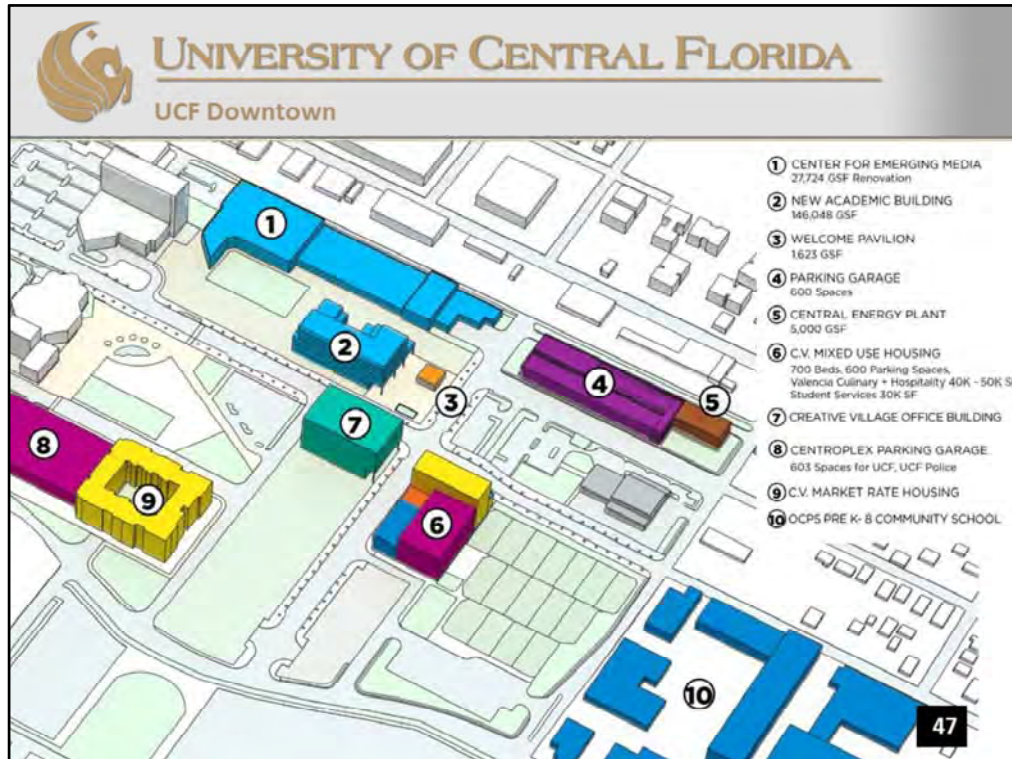 UNIVERSITY OF CENTRAL FLORIDA
UCF Downtown
1 CENTER FOR EMERGING MEDIA
27,724 GSF Renovation
2 NEW ACADEMIC BUILDING
146,048 GSF
3 WELCOME PAVILION
1,623 GSF
4 PARKING GARAGE
600 Spaces
5 CENTRAL ENERGY PLANT
5,000 GSF
6 C.V. MIXED USE HOUSING
700 Beds, 600 Parking Spaces,
Valencia Culinary + Hospitality 40K - 50K S
Student Services 30K SF
7 CREATIVE VILLAGE OFFICE BUILDING
8 CENTROPLEX PARKING GARAGE
603 Spaces for UCF, UCF Police
9 C.V. MARKET RATE HOUSING
10 OCPS PRE K- 8 COMMUNITY SCHOOL
1
2
3
4
5
7
8
9
6
10
47